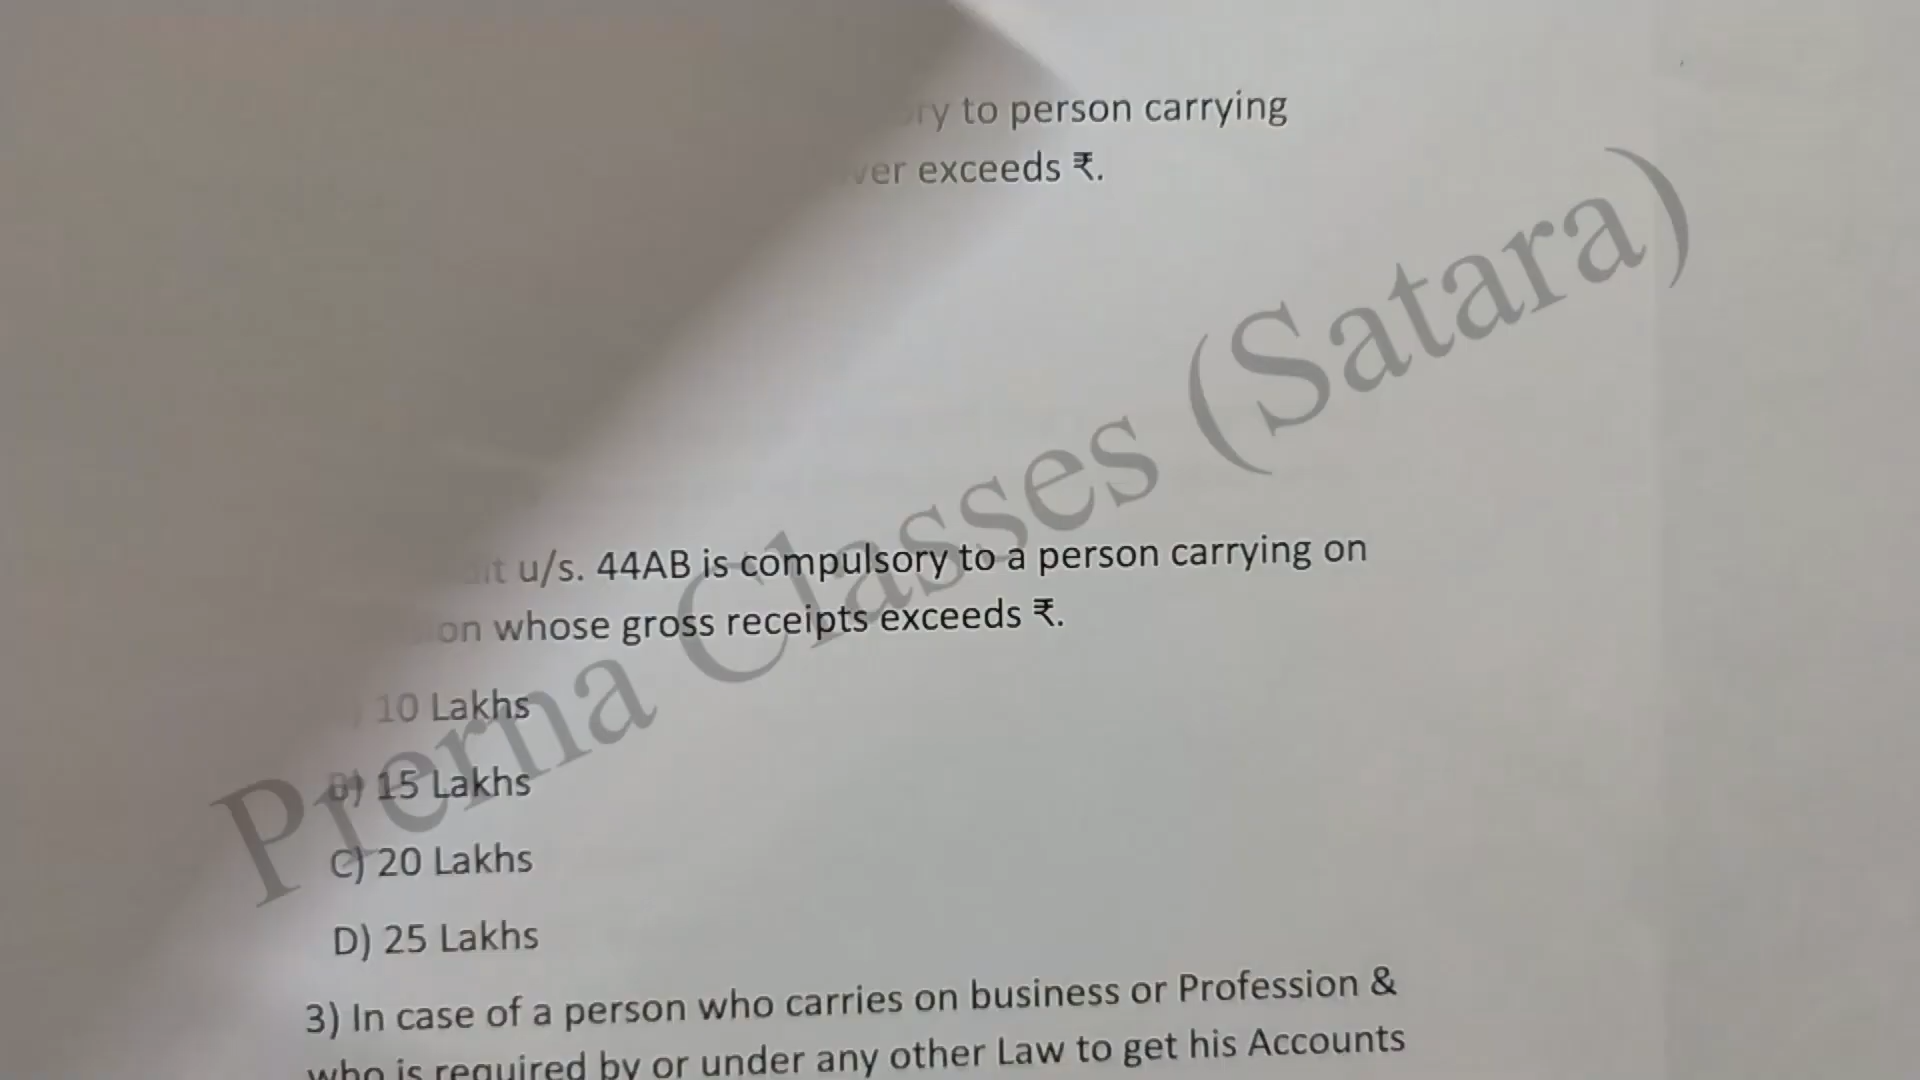 to person carrying
exceeds ₹.
u/s. 44AB is compulsory to a person carrying on
on whose gross receipts exceeds ₹.
10 Lakhs
B) 15 Lakhs
C) 20 Lakhs
D) 25 Lakhs
3) In case of a person who carries on business or Profession &
who is required by or under any other Law to get his Accounts
Prerna Classes (Satara)